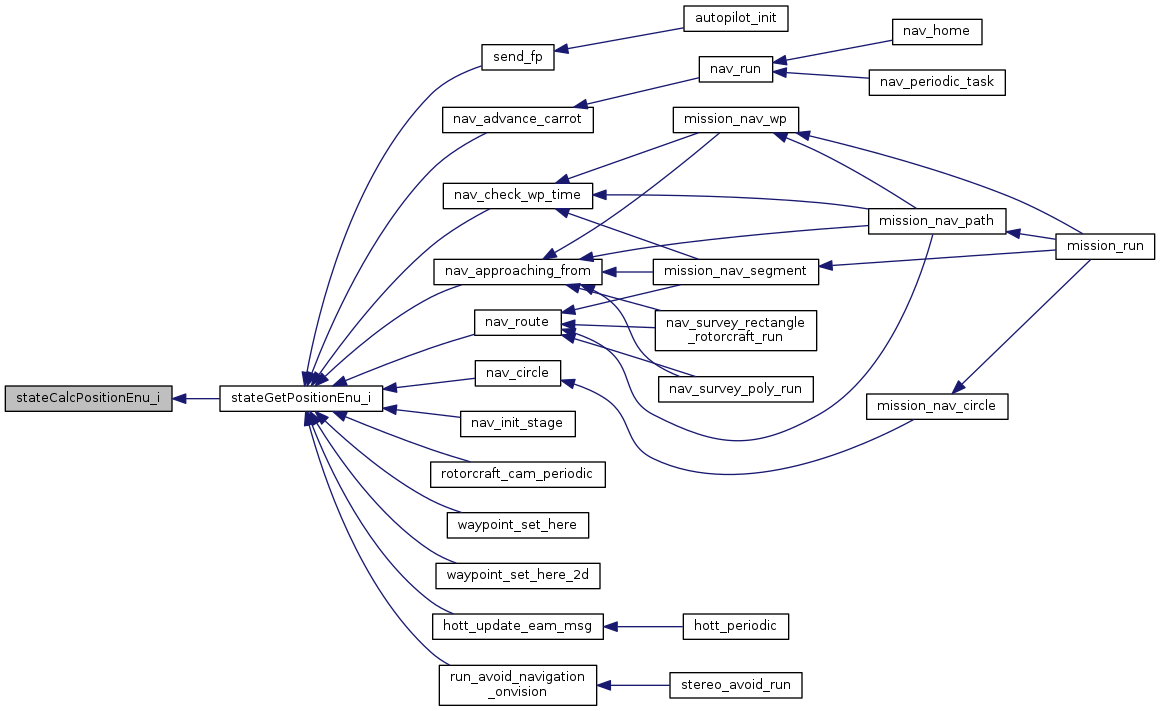 autopilot_init
nav_home
send_fp
nav_run
nav_periodic_task
nav_advance_carrot
mission_nav_wp
nav_check_wp_time
mission_nav_path
mission_run
nav_approaching_from
mission_nav_segment
nav_route
nav_survey_rectangle
_rotorcraft_run
nav_circle
nav_survey_poly_run
stateCalcPositionEnu_i
stateGetPositionEnu_i
mission_nav_circle
nav_init_stage
rotorcraft_cam_periodic
waypoint_set_here
waypoint_set_here_2d
hott_update_eam_msg
hott_periodic
run_avoid_navigation
_onvision
stereo_avoid_run